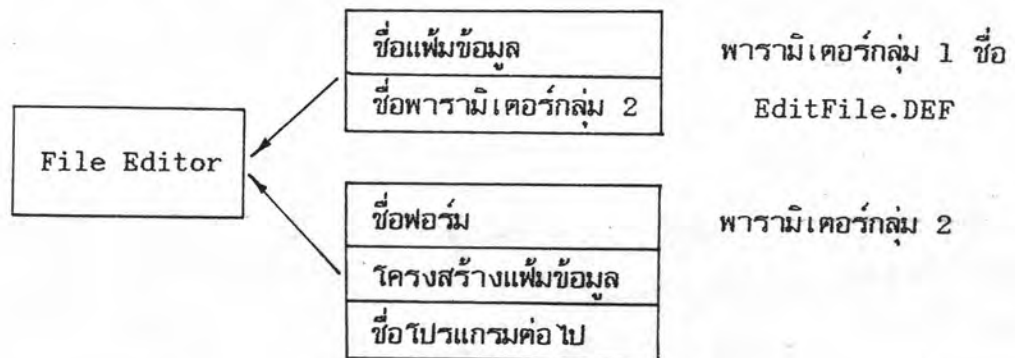 ชื่อแฟ้มข้อมูล
พารามิเตอร์กลุ่ม 1 ชื่อ
ชื่อพารามิเตอร์กลุ่ม 2
EditFile.DEF
File Editor
ชื่อฟอร์ม
พารามิเตอร์กลุ่ม 2
โครงสร้างแฟ้มข้อมูล
ชื่อโปรแกรมต่อไป